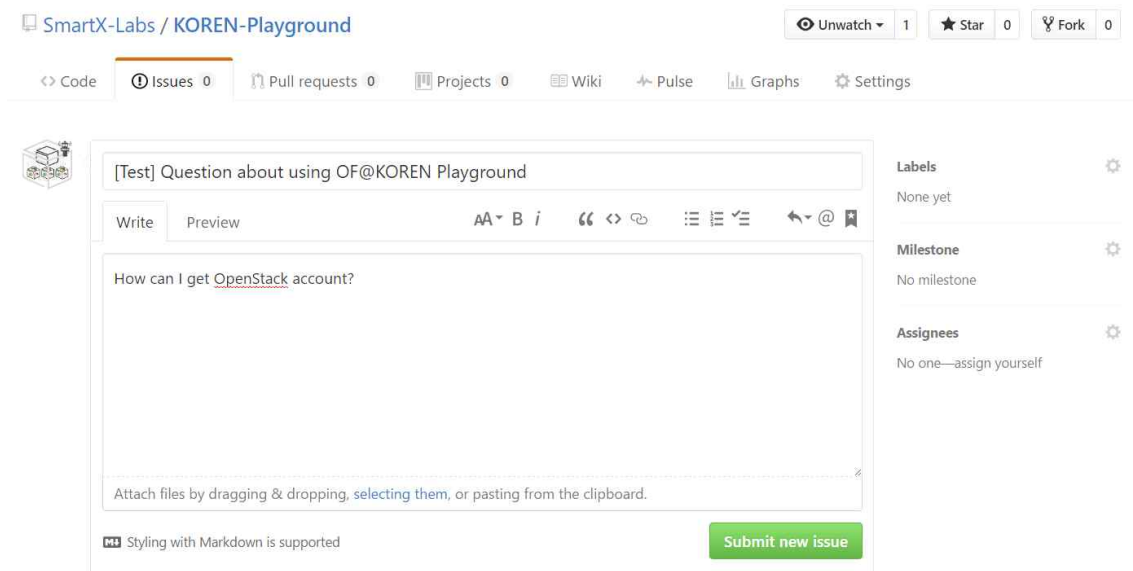 SmartX-Labs / KOREN-Playground
Unwatch 1 Star 0 Fork 0
Code Issues 0 Pull requests 0 Projects 0 Wiki Pulse Graphs Settings
[Test] Question about using OF@KOREN Playground
Write Preview AA B i
How can I get OpenStack account?
Attach files by dragging & dropping, selecting them, or pasting from the clipboard.
Styling with Markdown is supported
Submit new issue
Labels
None yet
Milestone
No milestone
Assignees
No one—assign yourself